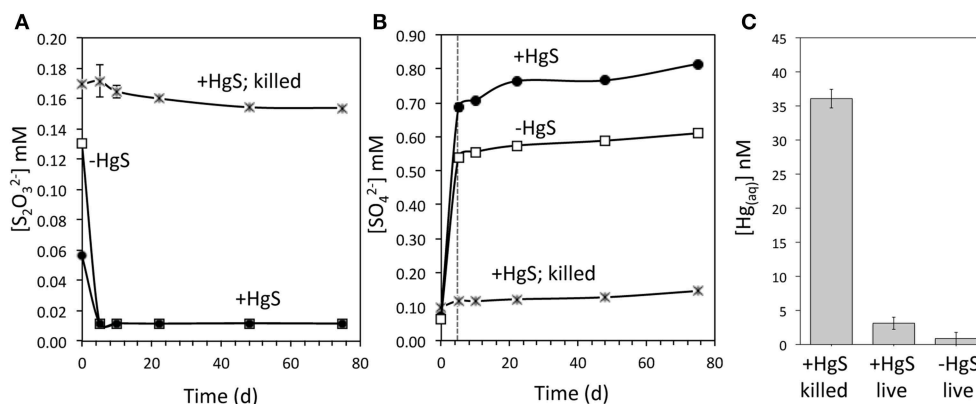 A
[S₂O₃²⁻] mM
0.20
0.18
0.16
0.14
0.12
0.10
0.08
0.06
0.04
0.02
0.00
+HgS; killed
-HgS
+HgS
0 20 40 60 80
Time (d)
B
[SO₄²⁻] mM
0.90
0.80
0.70
0.60
0.50
0.40
0.30
0.20
0.10
0.00
+HgS
-HgS
+HgS; killed
0 20 40 60 80
Time (d)
C
[Hg(aq)] nM
45
40
35
30
25
20
15
10
5
0
+HgS +HgS -HgS
killed live live